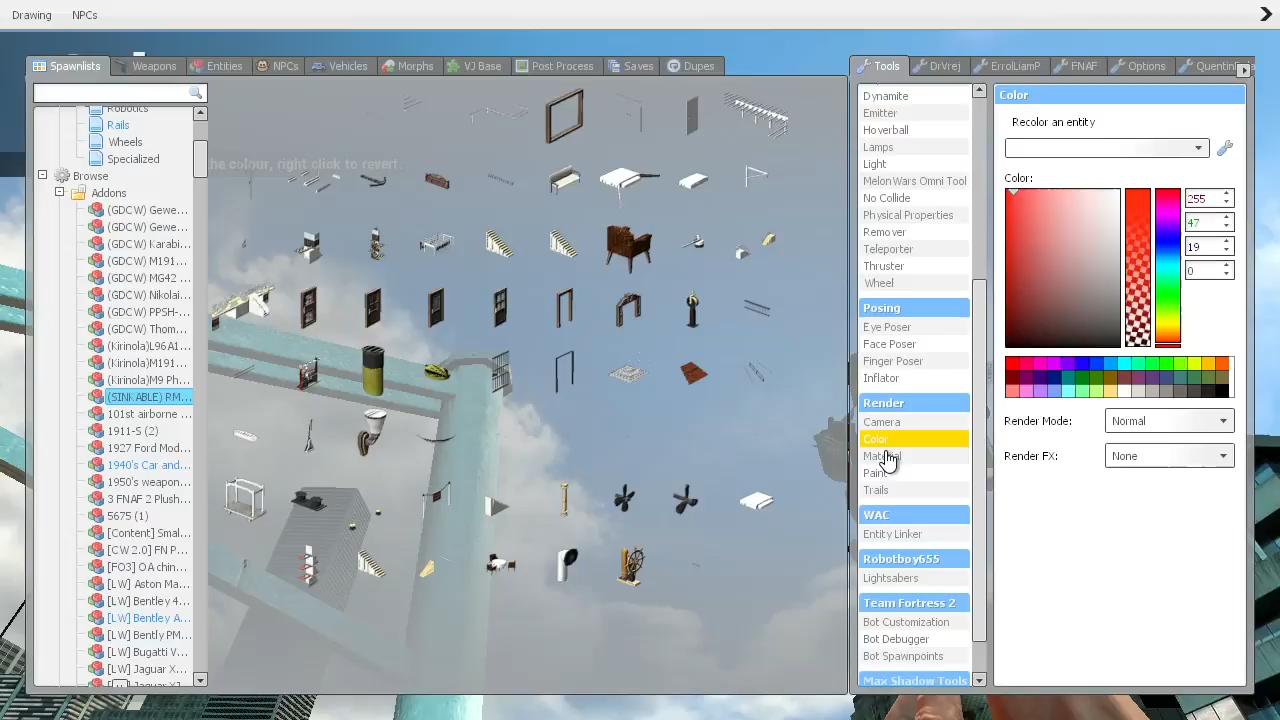 Drawing NPCs
Spawnlists Weapons Entities NPCs Vehicles Morphs VJ Base Post Process Saves Dupes
Tools DrVrej ErrolLiamP FNAF Options
Robotics
Rails
Wheels
Specialized
Browse
Addons
(GDCW) Gewe...
(GDCW) Gewe...
(GDCW) Karabi...
(GDCW) M191...
(GDCW) MG42 ...
(GDCW) Nikolai...
(GDCW) PPSH-...
(GDCW) Thom...
(Kirinola)L96A1...
(Kirinola)M191...
(Kirinola)M9 Ph...
(SINKABLE) RM...
101st airborne ...
1911-S (2)
1927 Ford Mod...
1940's Car and...
1950's weapon...
3 FNAF 2 Plush...
5675 (1)
[Content] Smal...
[CW 2.0] FN P...
[FO3] OA min...
[LW] Aston Ma...
[LW] Bentley 4...
[LW] Bentley A...
[LW] Bently PM...
[LW] Bugatti V...
[LW] Jaguar X...
the colour, right click to revert.
Dynamite
Emitter
Hoverball
Lamps
Light
MelonWars Omni Tool
No Collide
Physical Properties
Remover
Teleporter
Thruster
Wheel
Posing
Eye Poser
Face Poser
Finger Poser
Inflator
Render
Camera
Color
Material
Paint
Trails
WAC
Entity Linker
Robotboy655
Lightsabers
Team Fortress 2
Bot Customization
Bot Debugger
Bot Spawnpoints
Max Shadow Tools
Color
Recolor an entity
Color:
255
47
19
0
Render Mode: Normal
Render FX: None